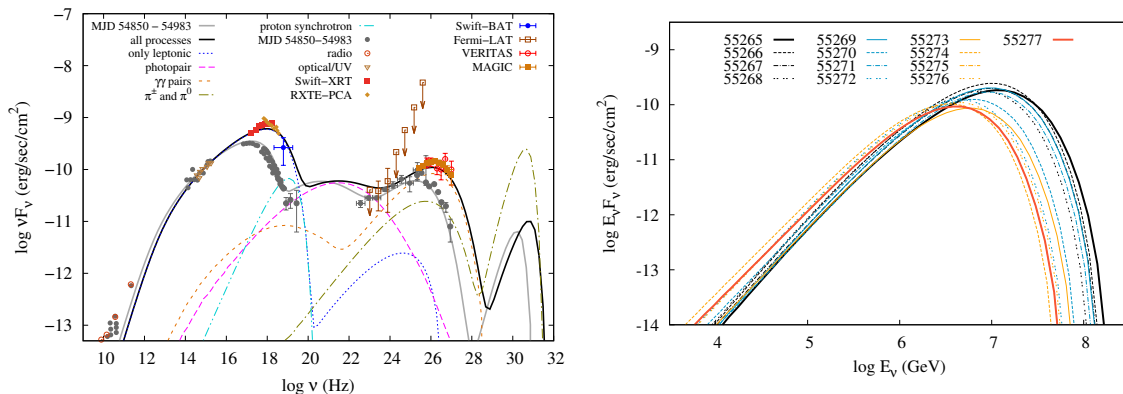 MJD 54850 - 54983
all processes
only leptonic
photopair
γγ pairs
π± and π0
proton synchrotron
MJD 54850-54983
radio
optical/UV
Swift-XRT
RXTE-PCA
Swift-BAT
Fermi-LAT
VERITAS
MAGIC
-7
-8
-9
-10
-11
-12
-13
log νFν (erg/sec/cm²)
10 12 14 16 18 20 22 24 26 28 30 32
log ν (Hz)
55265 55269 55273 55277
55266 55270 55274
55267 55271 55275
55268 55272 55276
-9
-10
-11
-12
-13
-14
log EνFν (erg/sec/cm²)
4 5 6 7 8
log Eν (GeV)